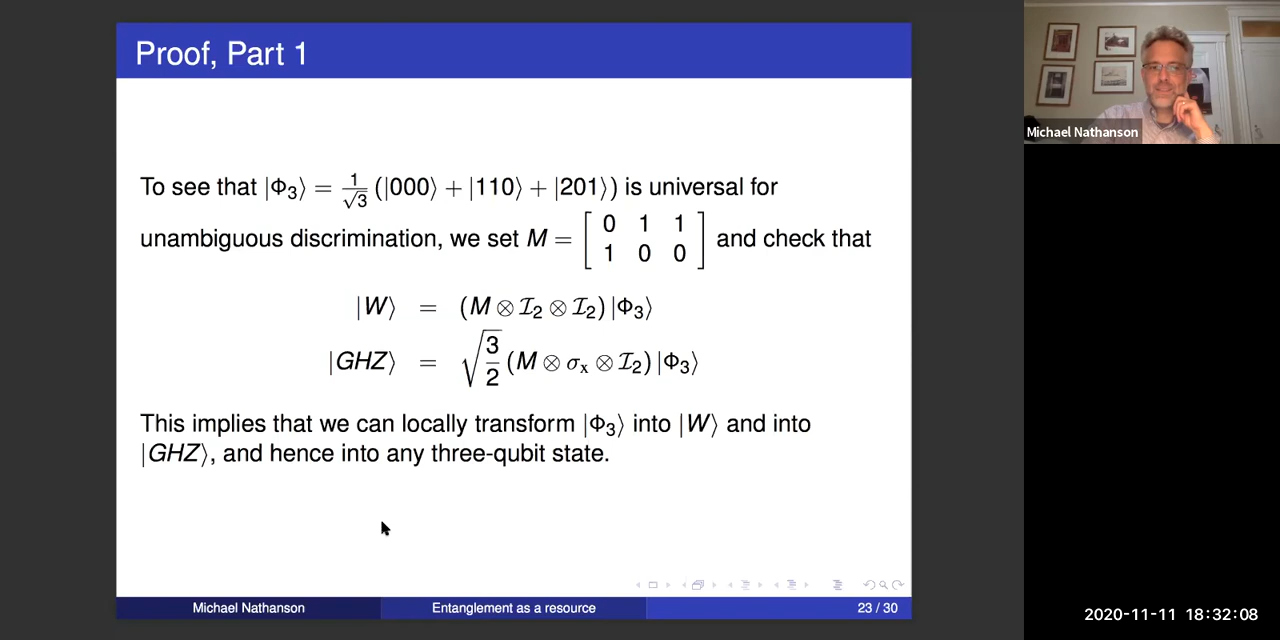 Proof, Part 1
Michael Nathanson
To see that |Φ₃⟩ = 1/√3 (|000⟩ + |110⟩ + |201⟩) is universal for
unambiguous discrimination, we set M = [ 0 1 1 ; 1 0 0 ] and check that
|W⟩ = (M ⊗ I₂ ⊗ I₂) |Φ₃⟩
|GHZ⟩ = √(3/2) (M ⊗ σₓ ⊗ I₂) |Φ₃⟩
This implies that we can locally transform |Φ₃⟩ into |W⟩ and into
|GHZ⟩, and hence into any three-qubit state.
Michael Nathanson Entanglement as a resource 23 / 30
2020-11-11 18:32:08